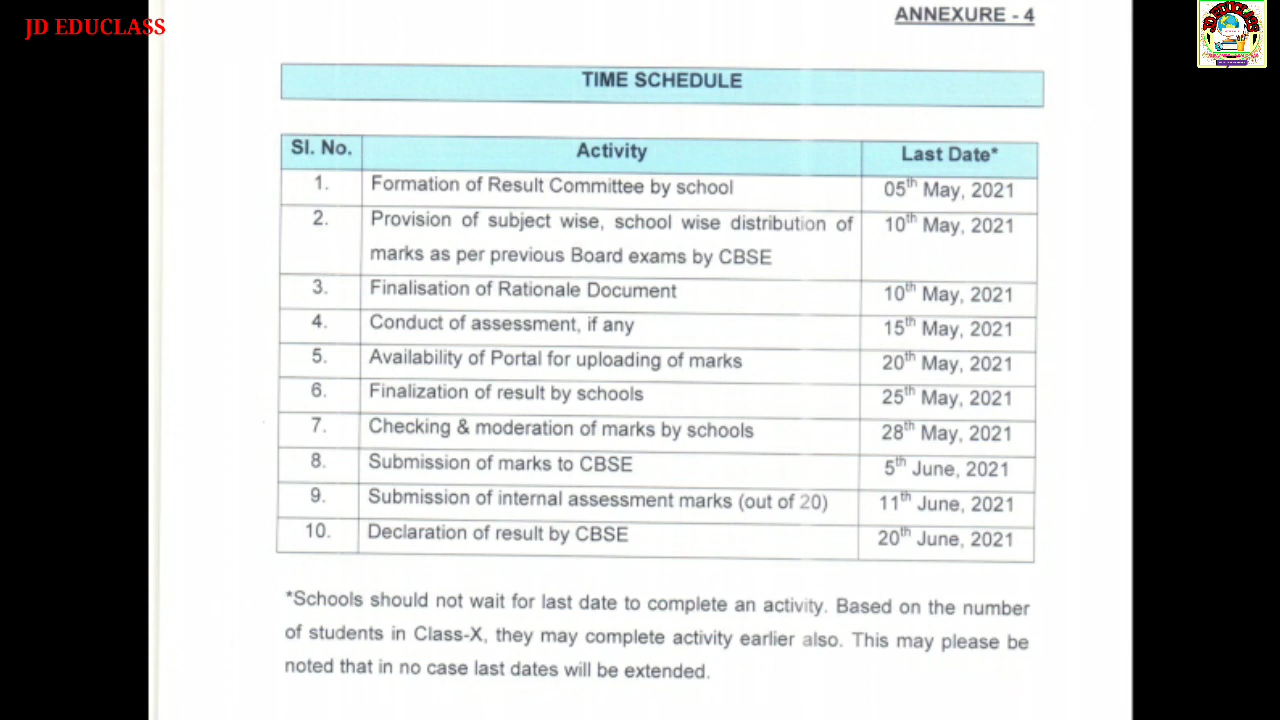 JD EDUCLASS
ANNEXURE - 4
TIME SCHEDULE
Sl. No. Activity Last Date*
1. Formation of Result Committee by school 05th May, 2021
2. Provision of subject wise, school wise distribution of 10th May, 2021
marks as per previous Board exams by CBSE
3. Finalisation of Rationale Document 10th May, 2021
4. Conduct of assessment, if any 15th May, 2021
5. Availability of Portal for uploading of marks 20th May, 2021
6. Finalization of result by schools 25th May, 2021
7. Checking & moderation of marks by schools 28th May, 2021
8. Submission of marks to CBSE 5th June, 2021
9. Submission of internal assessment marks (out of 20) 11th June, 2021
10. Declaration of result by CBSE 20th June, 2021
*Schools should not wait for last date to complete an activity. Based on the number
of students in Class-X, they may complete activity earlier also. This may please be
noted that in no case last dates will be extended.
JD EDUCLASS